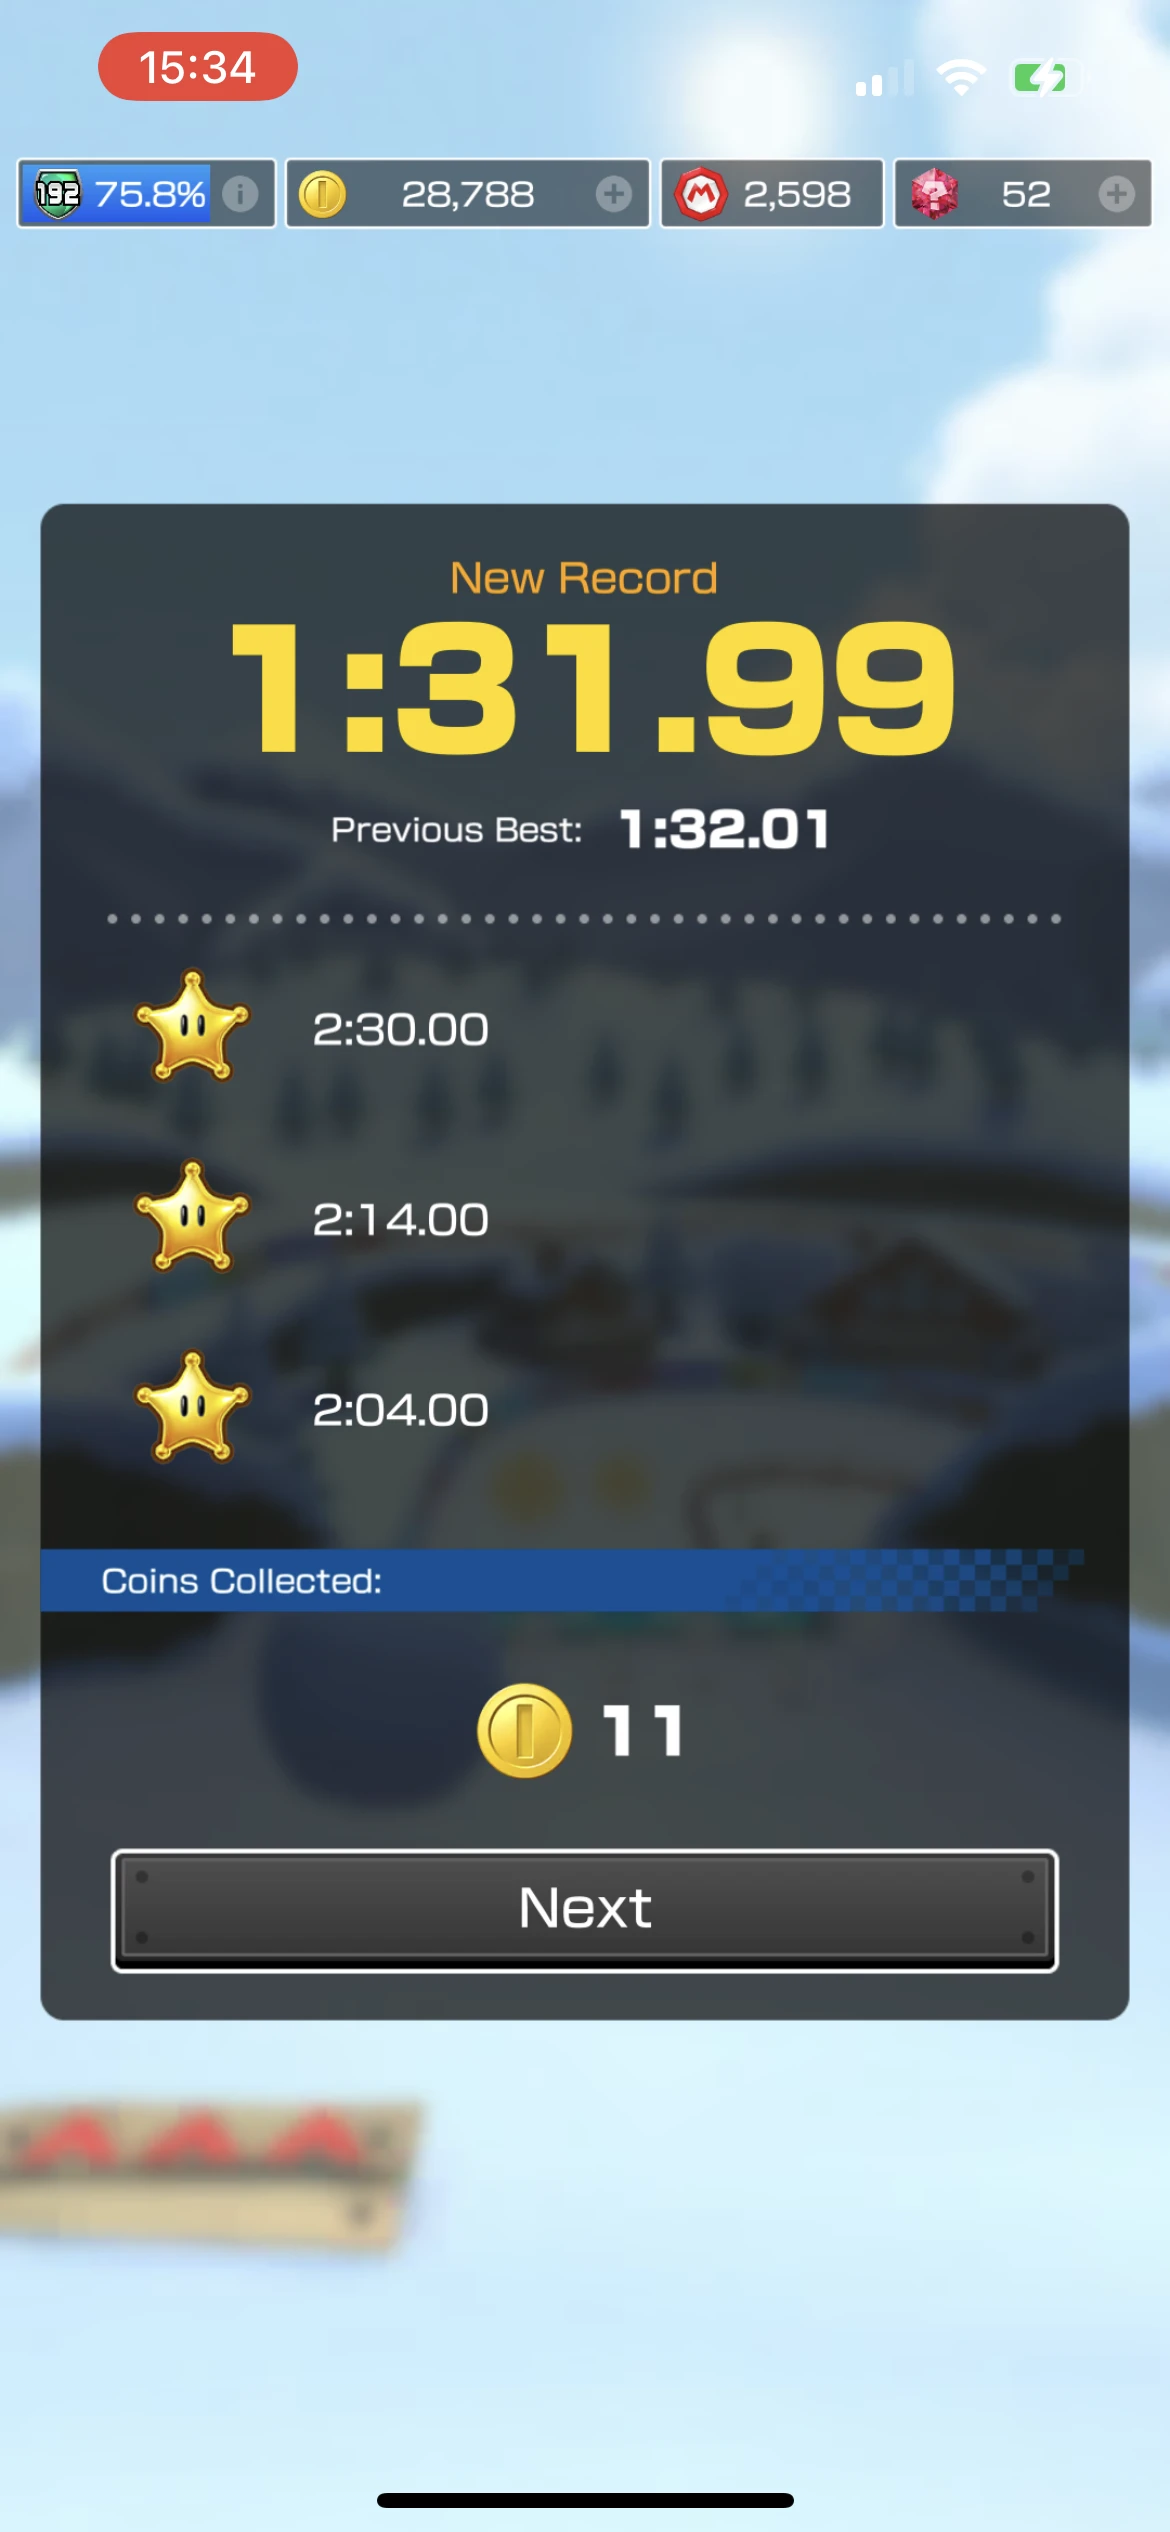 15:34
192 75.8% 28,788 2,598 52
New Record
1:31.99
Previous Best: 1:32.01
2:30.00
2:14.00
2:04.00
Coins Collected:
11
Next